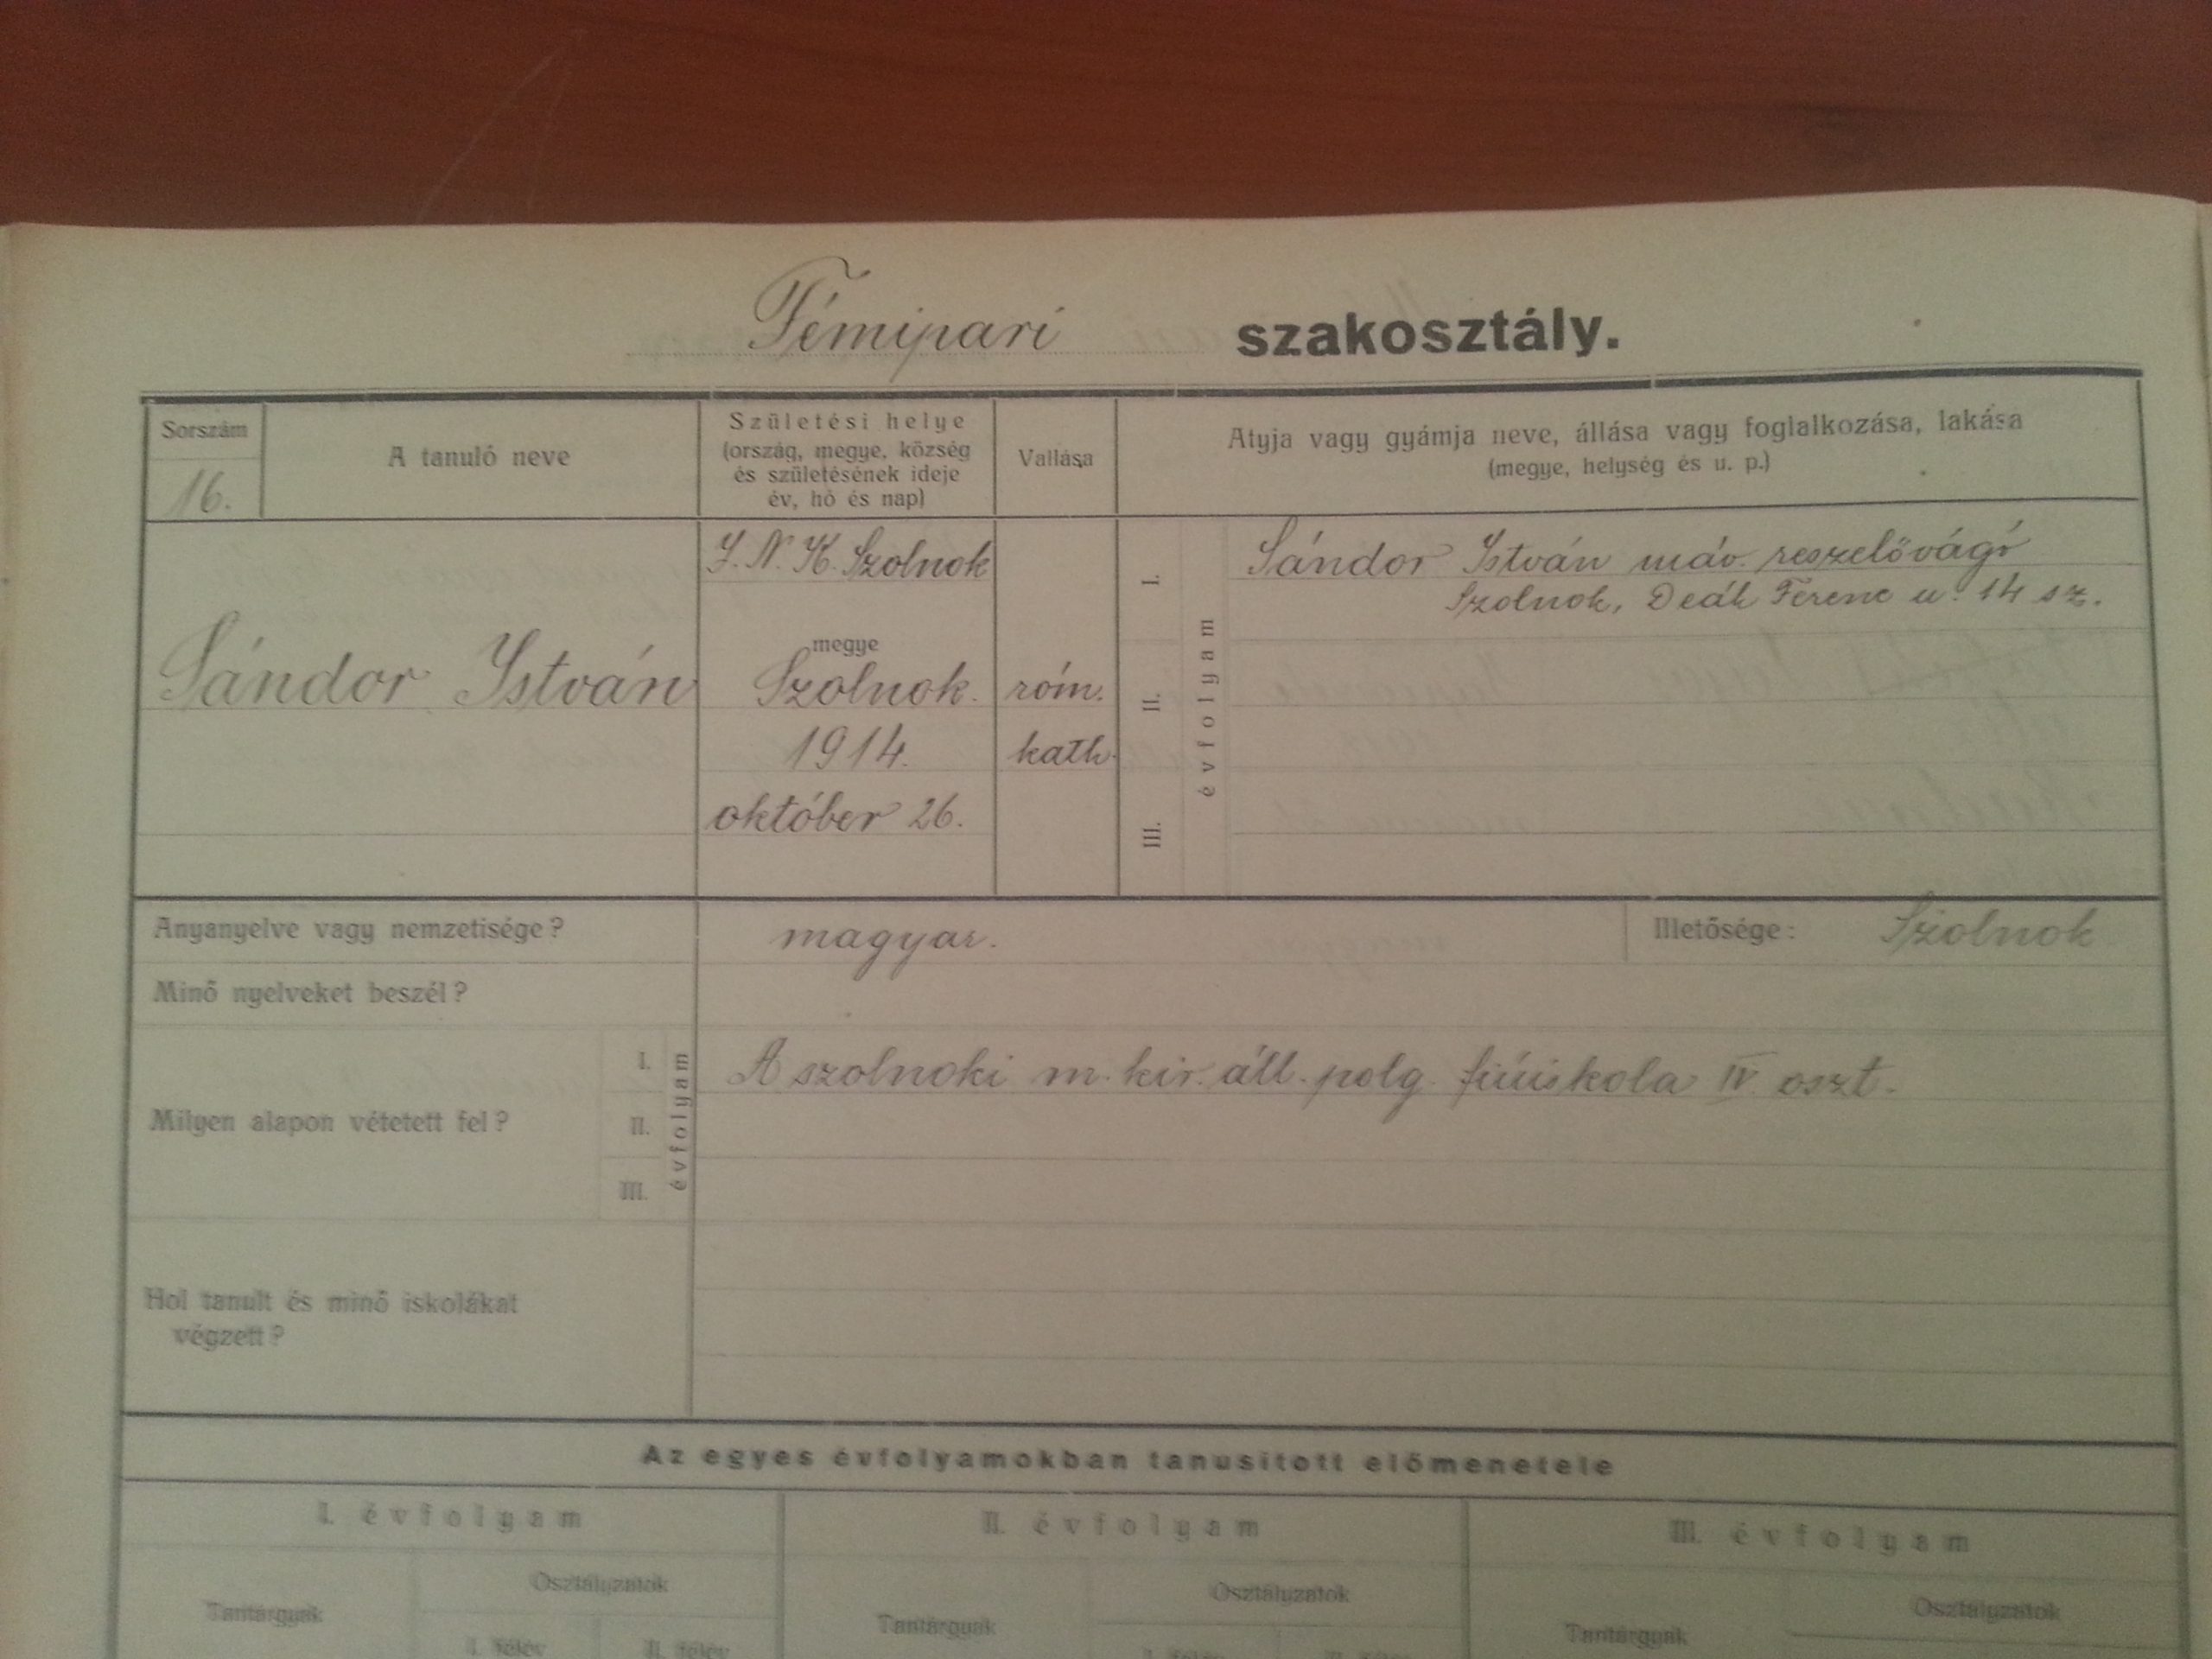 Fémipari szakosztály.
Sorszám
16.
A tanuló neve
Születési helye
(ország, megye, község
és születésének ideje
év, hó és nap)
Vallása
Atyja vagy gyámja neve, állása vagy foglalkozása, lakása
(megye, helység és u. p.)
Sándor István
J. N. K. Szolnok
megye
Szolnok.
1914.
október 26.
róm.
kath.
I.
II.
III.
évfolyam
Sándor István máv. reszelővágó
Szolnok, Deák Ferenc u. 14 sz.
Anyanyelve vagy nemzetisége?
magyar.
Illetősége: Szolnok
Minő nyelveket beszél?
Milyen alapon vétetett fel?
I.
II.
III.
évfolyam
A szolnoki m. kir. áll. polg. fiúiskola IV. oszt.
Hol tanult és minő iskolákat
végzett?
Az egyes évfolyamokban tanusított előmenetele
I. évfolyam
II. évfolyam
III. évfolyam
Tantárgyak
Osztályzatok
I. félév
II. félév
Tantárgyak
Osztályzatok
I. félév
II. félév
Tantárgyak
Osztályzatok